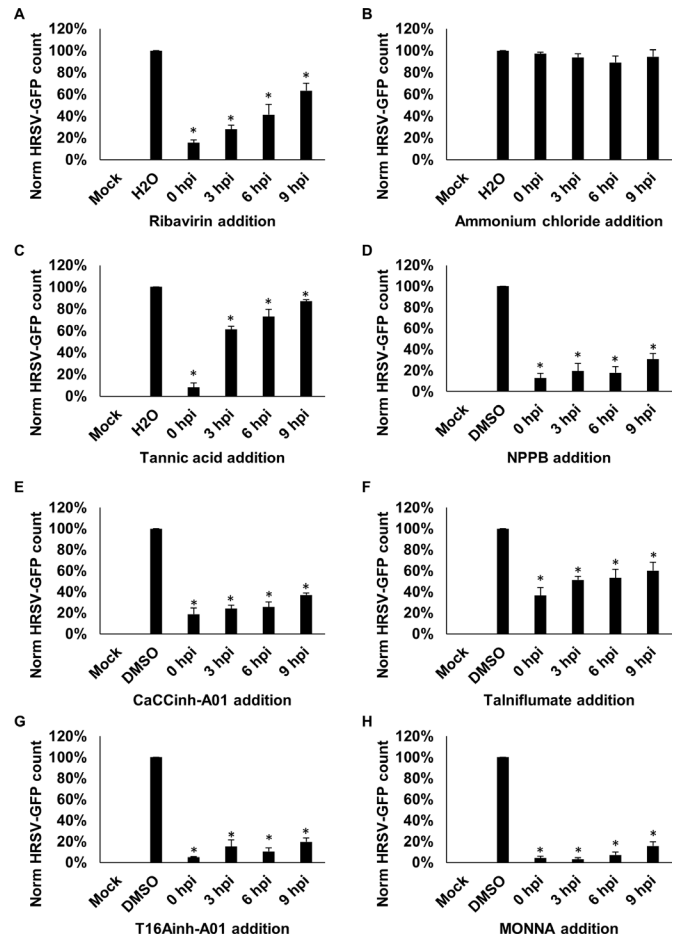 A
Norm HRSV-GFP count
120%
100%
80%
60%
40%
20%
0%
* * * *
Mock H2O 0 hpi 3 hpi 6 hpi 9 hpi
Ribavirin addition
B
Norm HRSV-GFP count
120%
100%
80%
60%
40%
20%
0%
Mock H2O 0 hpi 3 hpi 6 hpi 9 hpi
Ammonium chloride addition
C
Norm HRSV-GFP count
120%
100%
80%
60%
40%
20%
0%
* * * *
Mock H2O 0 hpi 3 hpi 6 hpi 9 hpi
Tannic acid addition
D
Norm HRSV-GFP count
120%
100%
80%
60%
40%
20%
0%
* * * *
Mock DMSO 0 hpi 3 hpi 6 hpi 9 hpi
NPPB addition
E
Norm HRSV-GFP count
120%
100%
80%
60%
40%
20%
0%
* * * *
Mock DMSO 0 hpi 3 hpi 6 hpi 9 hpi
CaCCinh-A01 addition
F
Norm HRSV-GFP count
120%
100%
80%
60%
40%
20%
0%
* * * *
Mock DMSO 0 hpi 3 hpi 6 hpi 9 hpi
Talniflumate addition
G
Norm HRSV-GFP count
120%
100%
80%
60%
40%
20%
0%
* * * *
Mock DMSO 0 hpi 3 hpi 6 hpi 9 hpi
T16Ainh-A01 addition
H
Norm HRSV-GFP count
120%
100%
80%
60%
40%
20%
0%
* * * *
Mock DMSO 0 hpi 3 hpi 6 hpi 9 hpi
MONNA addition